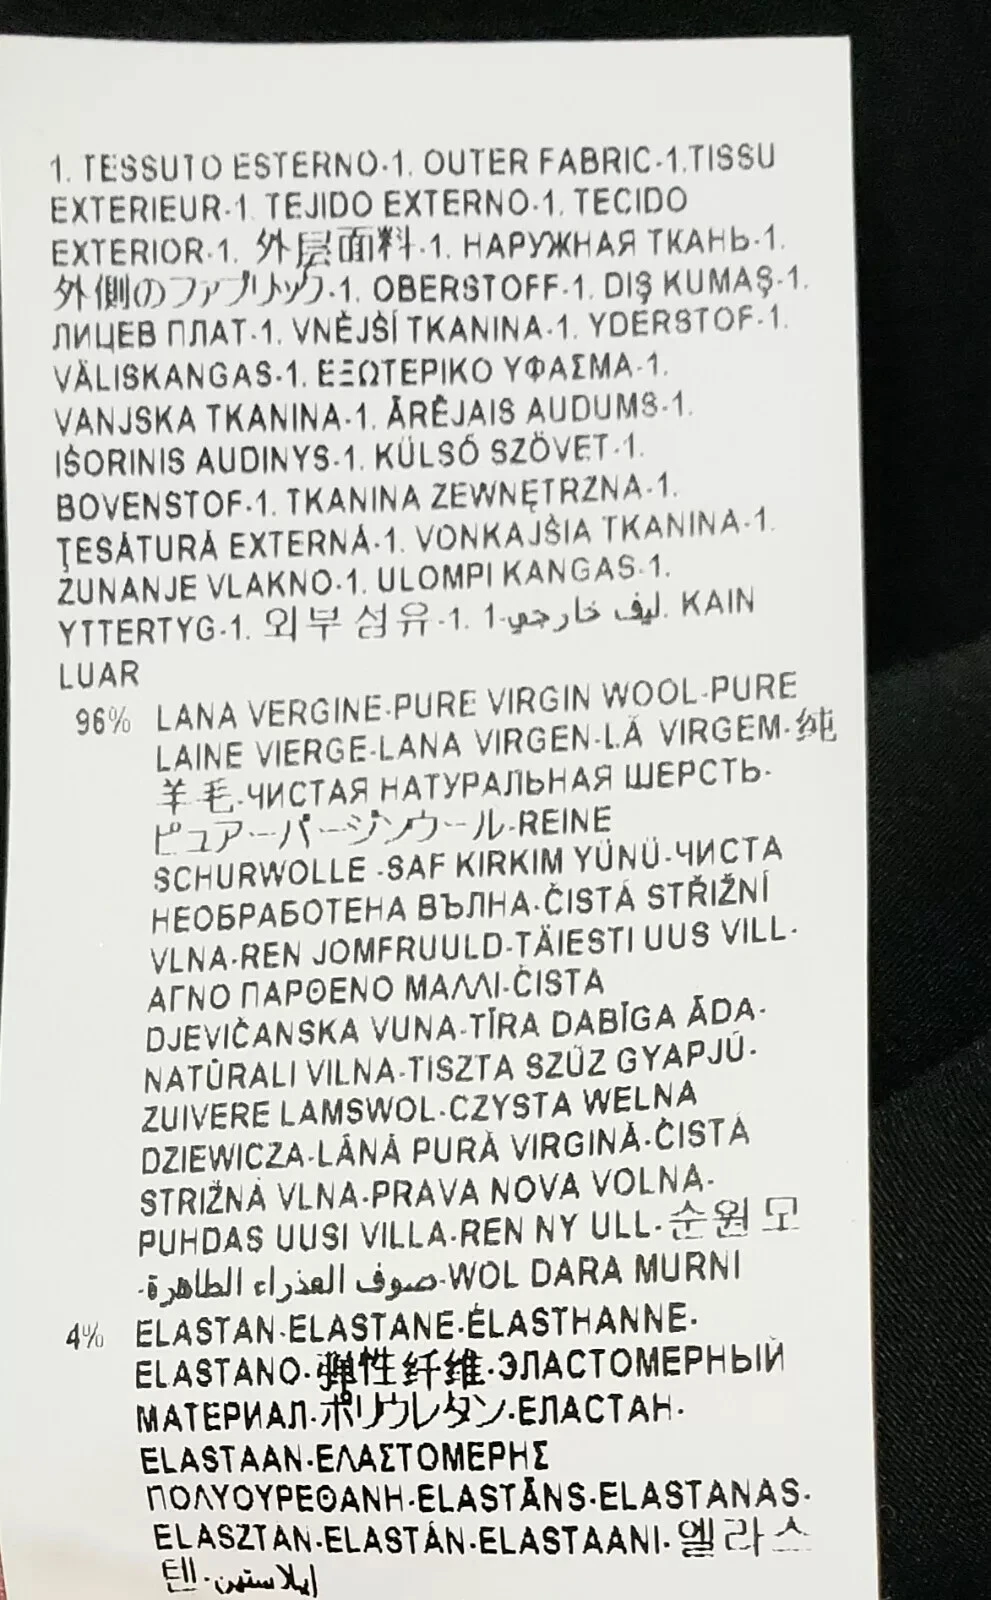 1. TESSUTO ESTERNO-1. OUTER FABRIC-1.TISSU
EXTERIEUR-1. TEJIDO EXTERNO-1. TECIDO
EXTERIOR-1. 外层面料-1. НАРУЖНАЯ ТКАНЬ-1.
外側のファブリック-1. OBERSTOFF-1. DIŞ KUMAŞ-1.
ЛИЦЕВ ПЛАТ-1. VNĚJŠÍ TKANINA-1. YDERSTOF-1.
VÄLISKANGAS-1. ΕΞΩΤΕΡΙΚΟ ΥΦΑΣΜΑ-1.
VANJSKA TKANINA-1. ĀRĒJAIS AUDUMS-1.
IŠORINIS AUDINYS-1. KÜLSŐ SZÖVET-1.
BOVENSTOF-1. TKANINA ZEWNĘTRZNA-1.
ŢESĂTURĂ EXTERNĂ-1. VONKAJŠIA TKANINA-1.
ZUNANJE VLAKNO-1. ULOMPI KANGAS-1.
YTTERTYG-1. 외부 섬유-1. ليف خارجي-1. KAIN
LUAR
96% LANA VERGINE-PURE VIRGIN WOOL-PURE
LAINE VIERGE-LANA VIRGEN-LÃ VIRGEM-纯
羊毛-ЧИСТАЯ НАТУРАЛЬНАЯ ШЕРСТЬ-
ピュアーバージンウール-REINE
SCHURWOLLE -SAF KIRKIM YÜNÜ-ЧИСТА
НЕОБРАБОТЕНА ВЪЛНА-ČISTÁ STŘIŽNÍ
VLNA-REN JOMFRUULD-TÄIESTI UUS VILL-
ΑΓΝΟ ΠΑΡΘΕΝΟ ΜΑΛΛΙ-ČISTA
DJEVIČANSKA VUNA-TĪRA DABĪGA ĀDA-
NATŪRALI VILNA-TISZTA SZŰZ GYAPJÚ-
ZUIVERE LAMSWOL-CZYSTA WELNA
DZIEWICZA-LÂNĂ PURĂ VIRGINĂ-ČISTÁ
STRIŽNÁ VLNA-PRAVA NOVA VOLNA-
PUHDAS UUSI VILLA-REN NY ULL-순원모
-صوف العذراء الطاهرة-WOL DARA MURNI
4% ELASTAN-ELASTANE-ÉLASTHANNE-
ELASTANO-弹性纤维-ЭЛАСТОМЕРНЫЙ
МАТЕРИАЛ-ポリウレタン-ЕЛАСТАН-
ELASTAAN-ΕΛΑΣΤΟΜΕΡΗΣ
ΠΟΛΥΟΥΡΕΘΑΝΗ-ELASTĀNS-ELASTANAS-
ELASZTÁN-ELASTÁN-ELASTAANI-엘라스
텐-إيلاستين